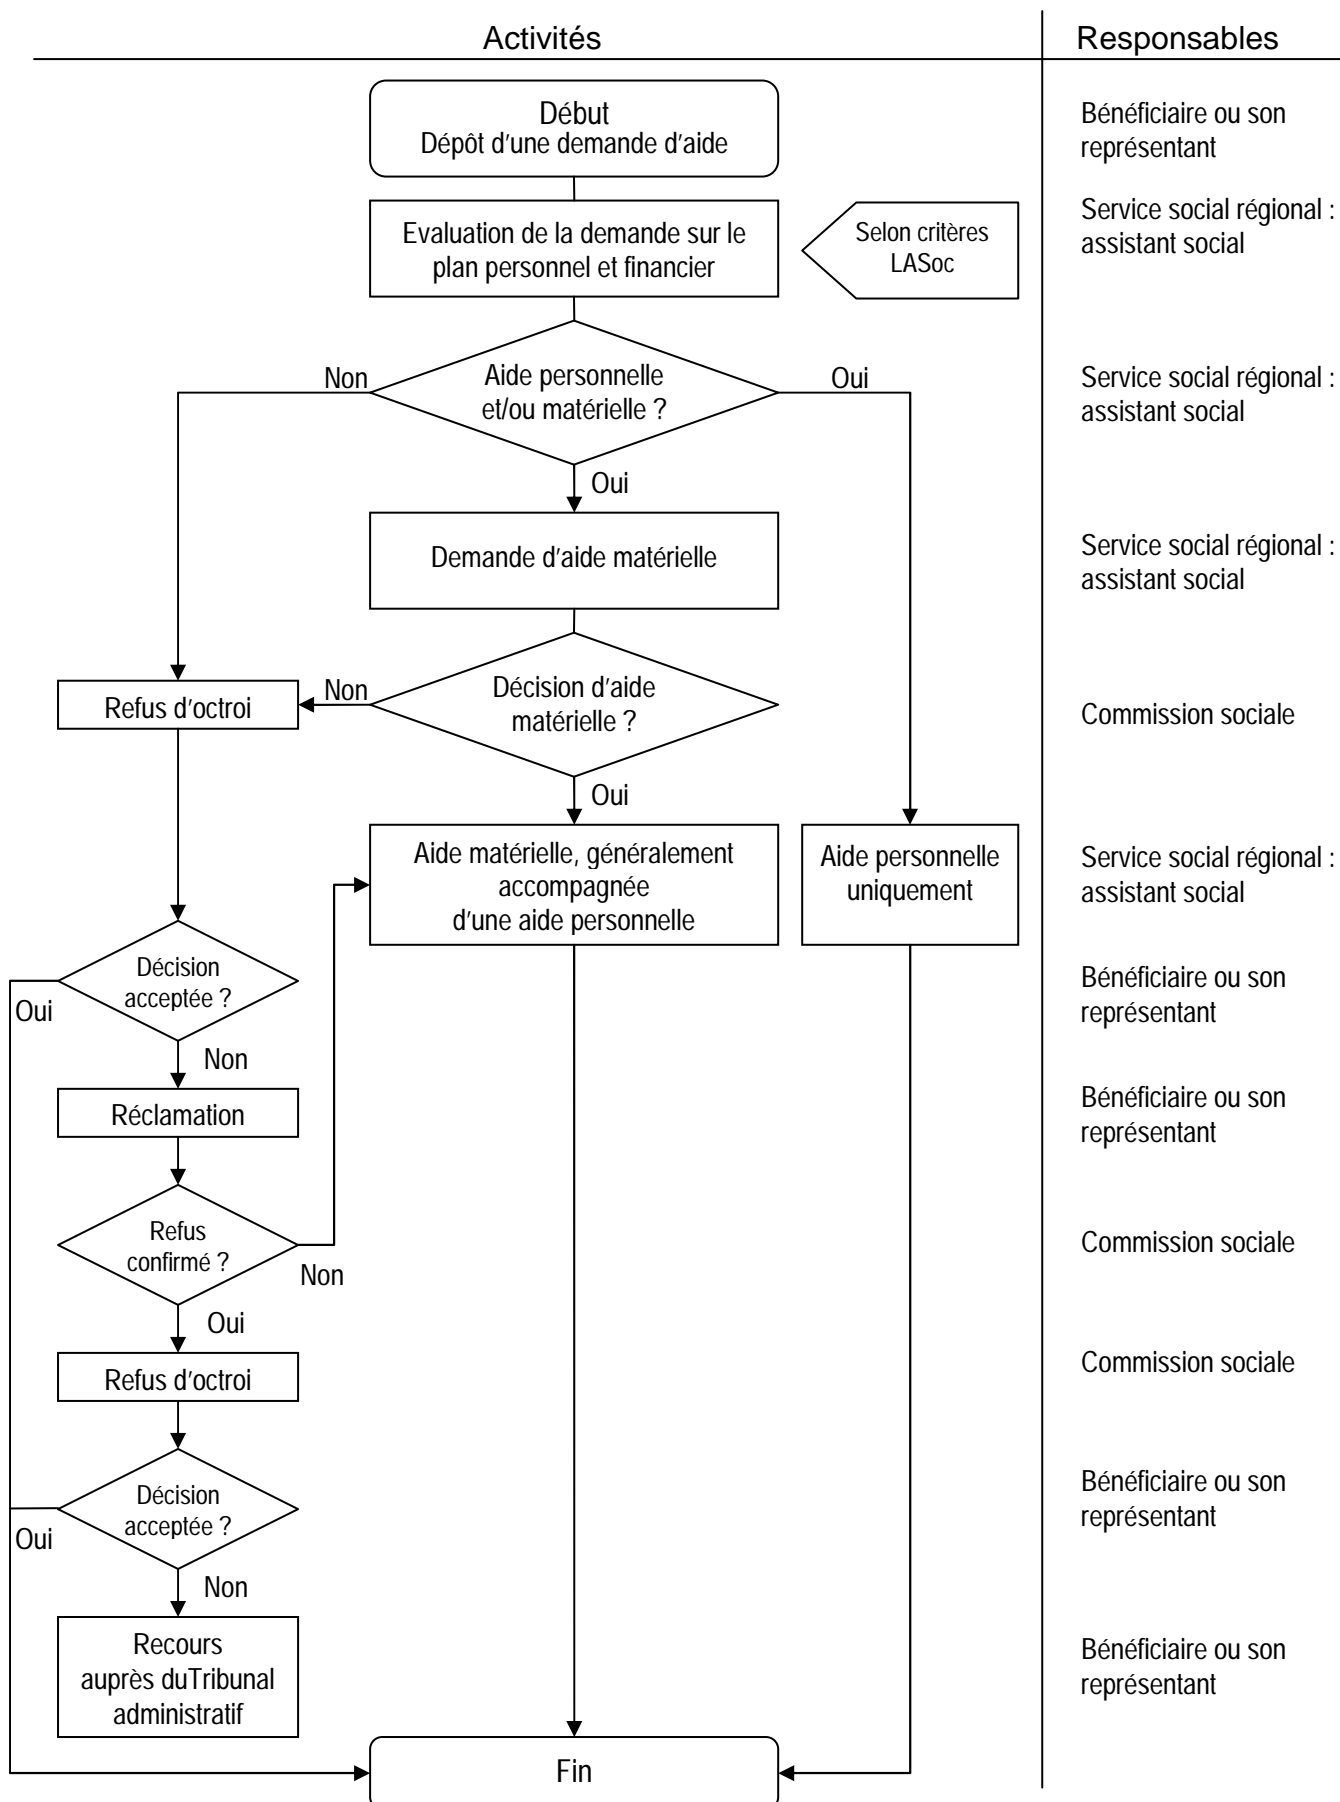 Activités
Responsables
Début
Dépôt d'une demande d'aide
Bénéficiaire ou son
représentant
Evaluation de la demande sur le
plan personnel et financier
Selon critères
LASoc
Service social régional :
assistant social
Non
Aide personnelle
et/ou matérielle ?
Oui
Service social régional :
assistant social
Oui
Demande d'aide matérielle
Service social régional :
assistant social
Refus d'octroi
Non
Décision d'aide
matérielle ?
Commission sociale
Oui
Aide matérielle, généralement
accompagnée
d'une aide personnelle
Aide personnelle
uniquement
Service social régional :
assistant social
Décision
acceptée ?
Oui
Bénéficiaire ou son
représentant
Non
Réclamation
Bénéficiaire ou son
représentant
Refus
confirmé ?
Non
Commission sociale
Oui
Refus d'octroi
Commission sociale
Décision
acceptée ?
Oui
Bénéficiaire ou son
représentant
Non
Recours
auprès duTribunal
administratif
Bénéficiaire ou son
représentant
Fin